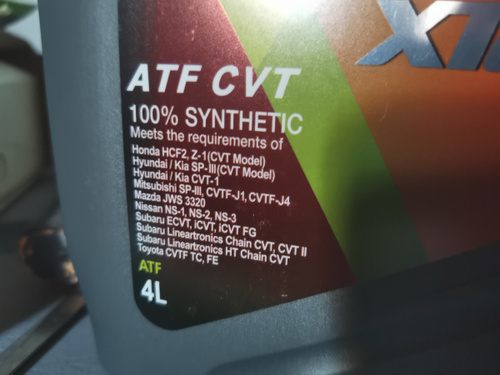 ATF CVT
100% SYNTHETIC
Meets the requirements of
Honda HCF2, Z-1(CVT Model)
Hyundai / Kia SP-III(CVT Model)
Hyundai / Kia CVT-1
Mitsubishi SP-III, CVTF-J1, CVTF-J4
Mazda JWS 3320
Nissan NS-1, NS-2, NS-3
Subaru ECVT, iCVT, iCVT FG
Subaru Lineartronics Chain CVT, CVT II
Subaru Lineartronics HT Chain CVT
Toyota CVTF TC, FE
ATF
4L